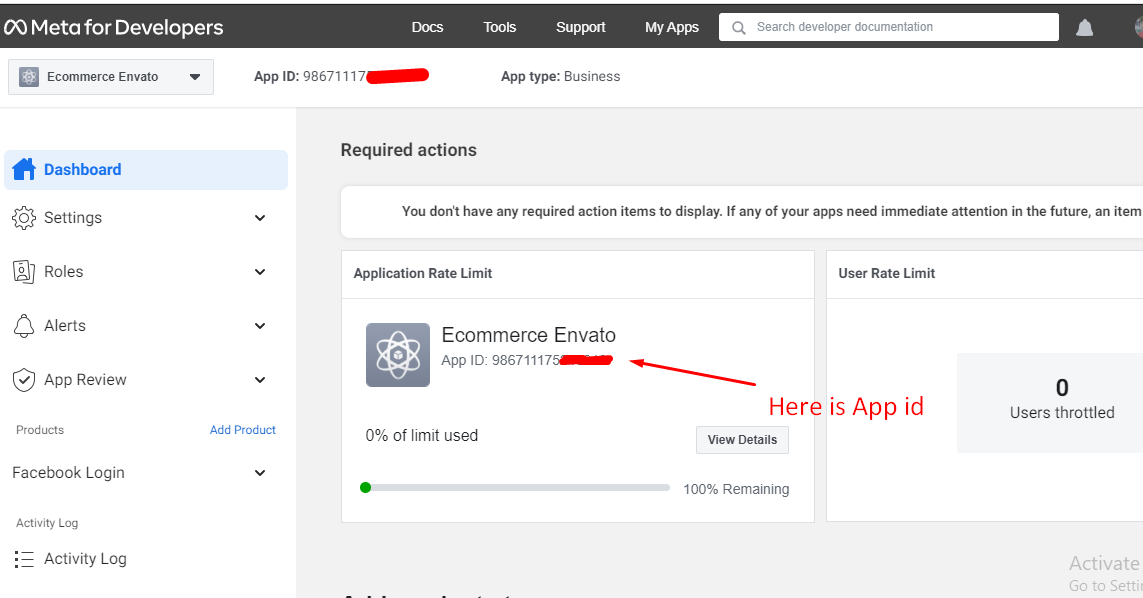 Meta for Developers Docs Tools Support My Apps Search developer documentation
Ecommerce Envato App ID: 98671117 App type: Business
Required actions
Dashboard
You don't have any required action items to display. If any of your apps need immediate attention in the future, an item
Settings
Roles
Alerts
App Review
Products Add Product
Facebook Login
Activity Log
Activity Log
Application Rate Limit
Ecommerce Envato
App ID: 986711175
Here is App id
0% of limit used
View Details
100% Remaining
User Rate Limit
0
Users throttled
Activate
Go to Setti